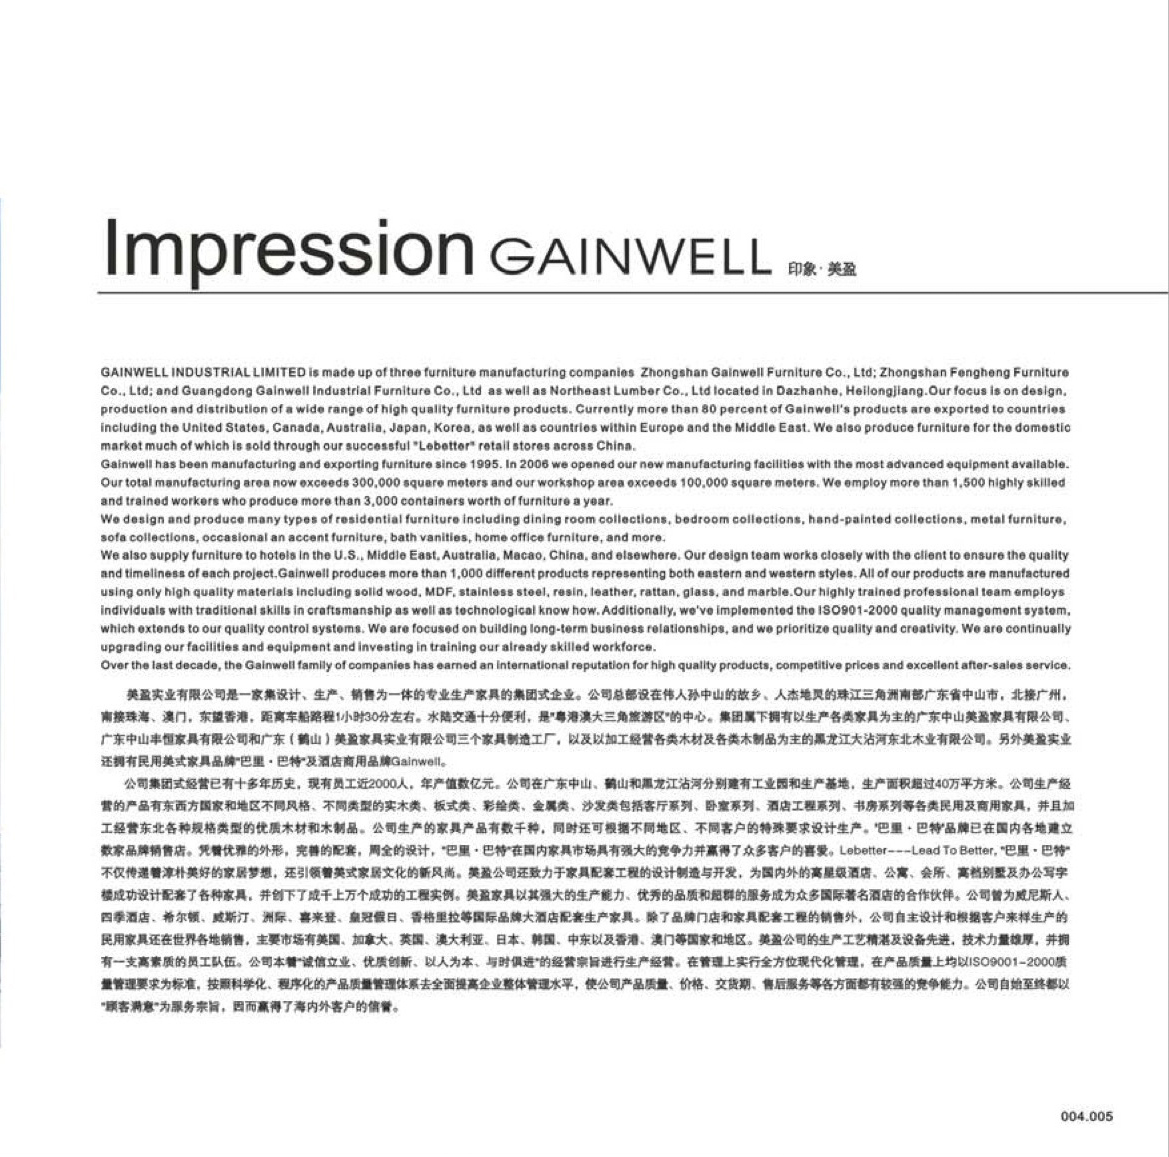 Impression GAINWELL 印象·美盈
GAINWELL INDUSTRIAL LIMITED is made up of three furniture manufacturing companies Zhongshan Gainwell Furniture Co., Ltd; Zhongshan Fengheng Furniture
Co., Ltd; and Guangdong Gainwell Industrial Furniture Co., Ltd as well as Northeast Lumber Co., Ltd located in Dazhanhe, Heilongjiang.Our focus is on design,
production and distribution of a wide range of high quality furniture products. Currently more than 80 percent of Gainwell's products are exported to countries
including the United States, Canada, Australia, Japan, Korea, as well as countries within Europe and the Middle East. We also produce furniture for the domestic
market much of which is sold through our successful "Lebetter" retail stores across China.
Gainwell has been manufacturing and exporting furniture since 1995. In 2006 we opened our new manufacturing facilities with the most advanced equipment available.
Our total manufacturing area now exceeds 300,000 square meters and our workshop area exceeds 100,000 square meters. We employ more than 1,500 highly skilled
and trained workers who produce more than 3,000 containers worth of furniture a year.
We design and produce many types of residential furniture including dining room collections, bedroom collections, hand-painted collections, metal furniture,
sofa collections, occasional an accent furniture, bath vanities, home office furniture, and more.
We also supply furniture to hotels in the U.S., Middle East, Australia, Macao, China, and elsewhere. Our design team works closely with the client to ensure the quality
and timeliness of each project.Gainwell produces more than 1,000 different products representing both eastern and western styles. All of our products are manufactured
using only high quality materials including solid wood, MDF, stainless steel, resin, leather, rattan, glass, and marble.Our highly trained professional team employs
individuals with traditional skills in craftsmanship as well as technological know how. Additionally, we've implemented the ISO901-2000 quality management system,
which extends to our quality control systems. We are focused on building long-term business relationships, and we prioritize quality and creativity. We are continually
upgrading our facilities and equipment and investing in training our already skilled workforce.
Over the last decade, the Gainwell family of companies has earned an international reputation for high quality products, competitive prices and excellent after-sales service.
美盈实业有限公司是一家集设计、生产、销售为一体的专业生产家具的集团式企业。公司总部设在伟人孙中山的故乡、人杰地灵的珠江三角洲南部广东省中山市，北接广州，
南接珠海、澳门，东望香港，距离车船路程1小时30分左右。水陆交通十分便利，是"粤港澳大三角旅游区"的中心。集团属下拥有以生产各类家具为主的广东中山美盈家具有限公司、
广东中山丰恒家具有限公司和广东（鹤山）美盈家具实业有限公司三个家具制造工厂，以及以加工经营各类木材及各类木制品为主的黑龙江大沾河东北木业有限公司。另外美盈实业
还拥有民用美式家具品牌"巴里·巴特"及酒店商用品牌Gainwell。
公司集团式经营已有十多年历史，现有员工近2000人，年产值数亿元。公司在广东中山、鹤山和黑龙江沾河分别建有工业园和生产基地，生产面积超过40万平方米。公司生产经
营的产品有东西方国家和地区不同风格、不同类型的实木类、板式类、彩绘类、金属类、沙发类包括客厅系列、卧室系列、酒店工程系列、书房系列等各类民用及商用家具，并且加
工经营东北各种规格类型的优质木材和木制品。公司生产的家具产品有数千种，同时还可根据不同地区、不同客户的特殊要求设计生产。"巴里·巴特"品牌已在国内各地建立
数家品牌销售店。凭着优雅的外形，完善的配套，周全的设计，"巴里·巴特"在国内家具市场具有强大的竞争力并赢得了众多客户的喜爱。Lebetter---Lead To Better, "巴里·巴特"
不仅传递着淳朴美好的家居梦想，还引领着美式家居文化的新风尚。美盈公司还致力于家具配套工程的设计制造与开发，为国内外的高星级酒店、公寓、会所、高档别墅及办公写字
楼成功设计配套了各种家具，并创下了成千上万个成功的工程实例。美盈家具以其强大的生产能力、优秀的品质和超群的服务成为众多国际著名酒店的合作伙伴。公司曾为威尼斯人、
四季酒店、希尔顿、威斯汀、洲际、喜来登、皇冠假日、香格里拉等国际品牌大酒店配套生产家具。除了品牌门店和家具配套工程的销售外，公司自主设计和根据客户来样生产的
民用家具还在世界各地销售，主要市场有美国、加拿大、英国、澳大利亚、日本、韩国、中东以及香港、澳门等国家和地区。美盈公司的生产工艺精湛及设备先进，技术力量雄厚，并拥
有一支高素质的员工队伍。公司本着"诚信立业、优质创新、以人为本、与时俱进"的经营宗旨进行生产经营。在管理上实行全方位现代化管理，在产品质量上均以ISO9001-2000质
量管理要求为标准，按照科学化、程序化的产品质量管理体系去全面提高企业整体管理水平，使公司产品质量、价格、交货期、售后服务等各方面都有较强的竞争能力。公司自始至终都以
"顾客满意"为服务宗旨，因而赢得了海内外客户的信誉。
004.005